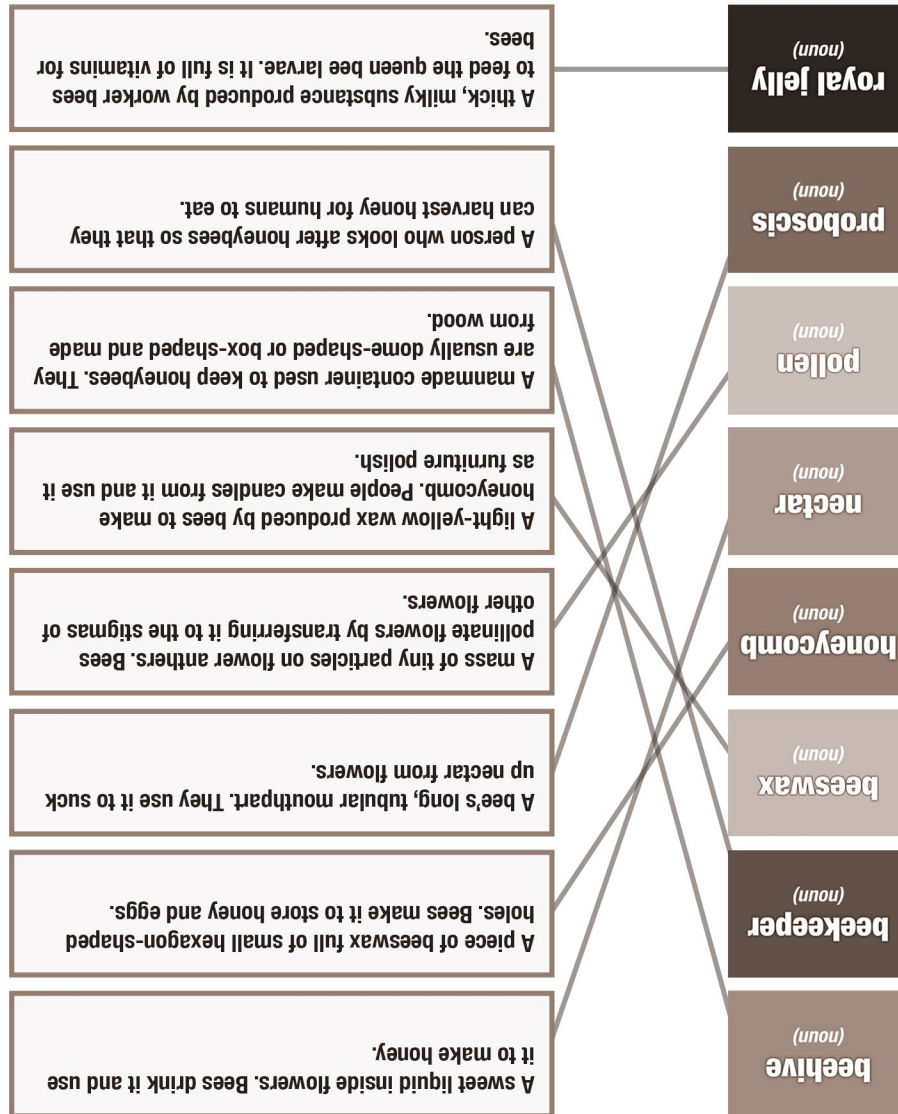 beehive
(noun)
beekeeper
(noun)
beeswax
(noun)
honeycomb
(noun)
nectar
(noun)
pollen
(noun)
proboscis
(noun)
royal jelly
(noun)
A sweet liquid inside flowers. Bees drink it and use
it to make honey.
A piece of beeswax full of small hexagon-shaped
holes. Bees make it to store honey and eggs.
A bee's long, tubular mouthpart. They use it to suck
up nectar from flowers.
A mass of tiny particles on flower anthers. Bees
pollinate flowers by transferring it to the stigmas of
other flowers.
A light-yellow wax produced by bees to make
honeycomb. People make candles from it and use it
as furniture polish.
A manmade container used to keep honeybees. They
are usually dome-shaped or box-shaped and made
from wood.
A person who looks after honeybees so that they
can harvest honey for humans to eat.
A thick, milky substance produced by worker bees
to feed the queen bee larvae. It is full of vitamins for
bees.